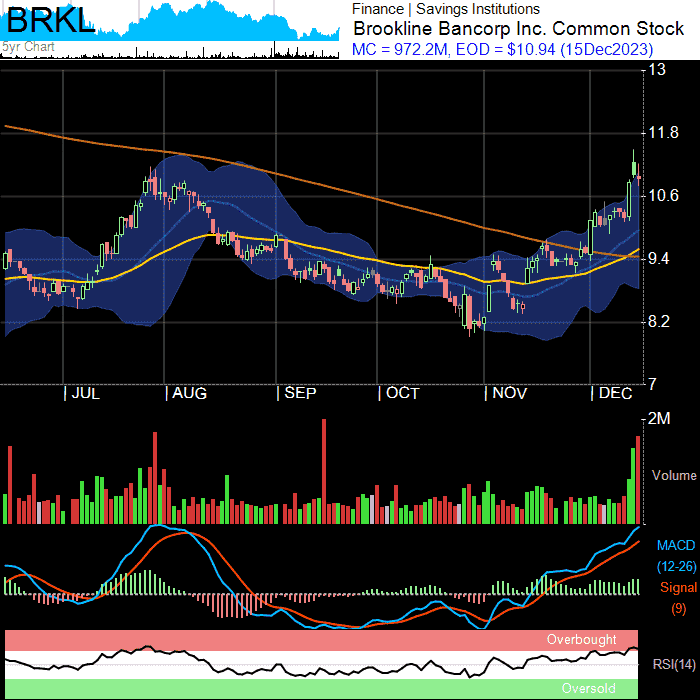 BRKL
5yr Chart
Finance | Savings Institutions
Brookline Bancorp Inc. Common Stock
MC = 972.2M, EOD = $10.94 (15Dec2023)
13
11.8
10.6
9.4
8.2
7
| JUL | AUG | SEP | OCT | NOV | DEC
2M
Volume
MACD
(12-26)
Signal
(9)
Overbought
RSI(14)
Oversold